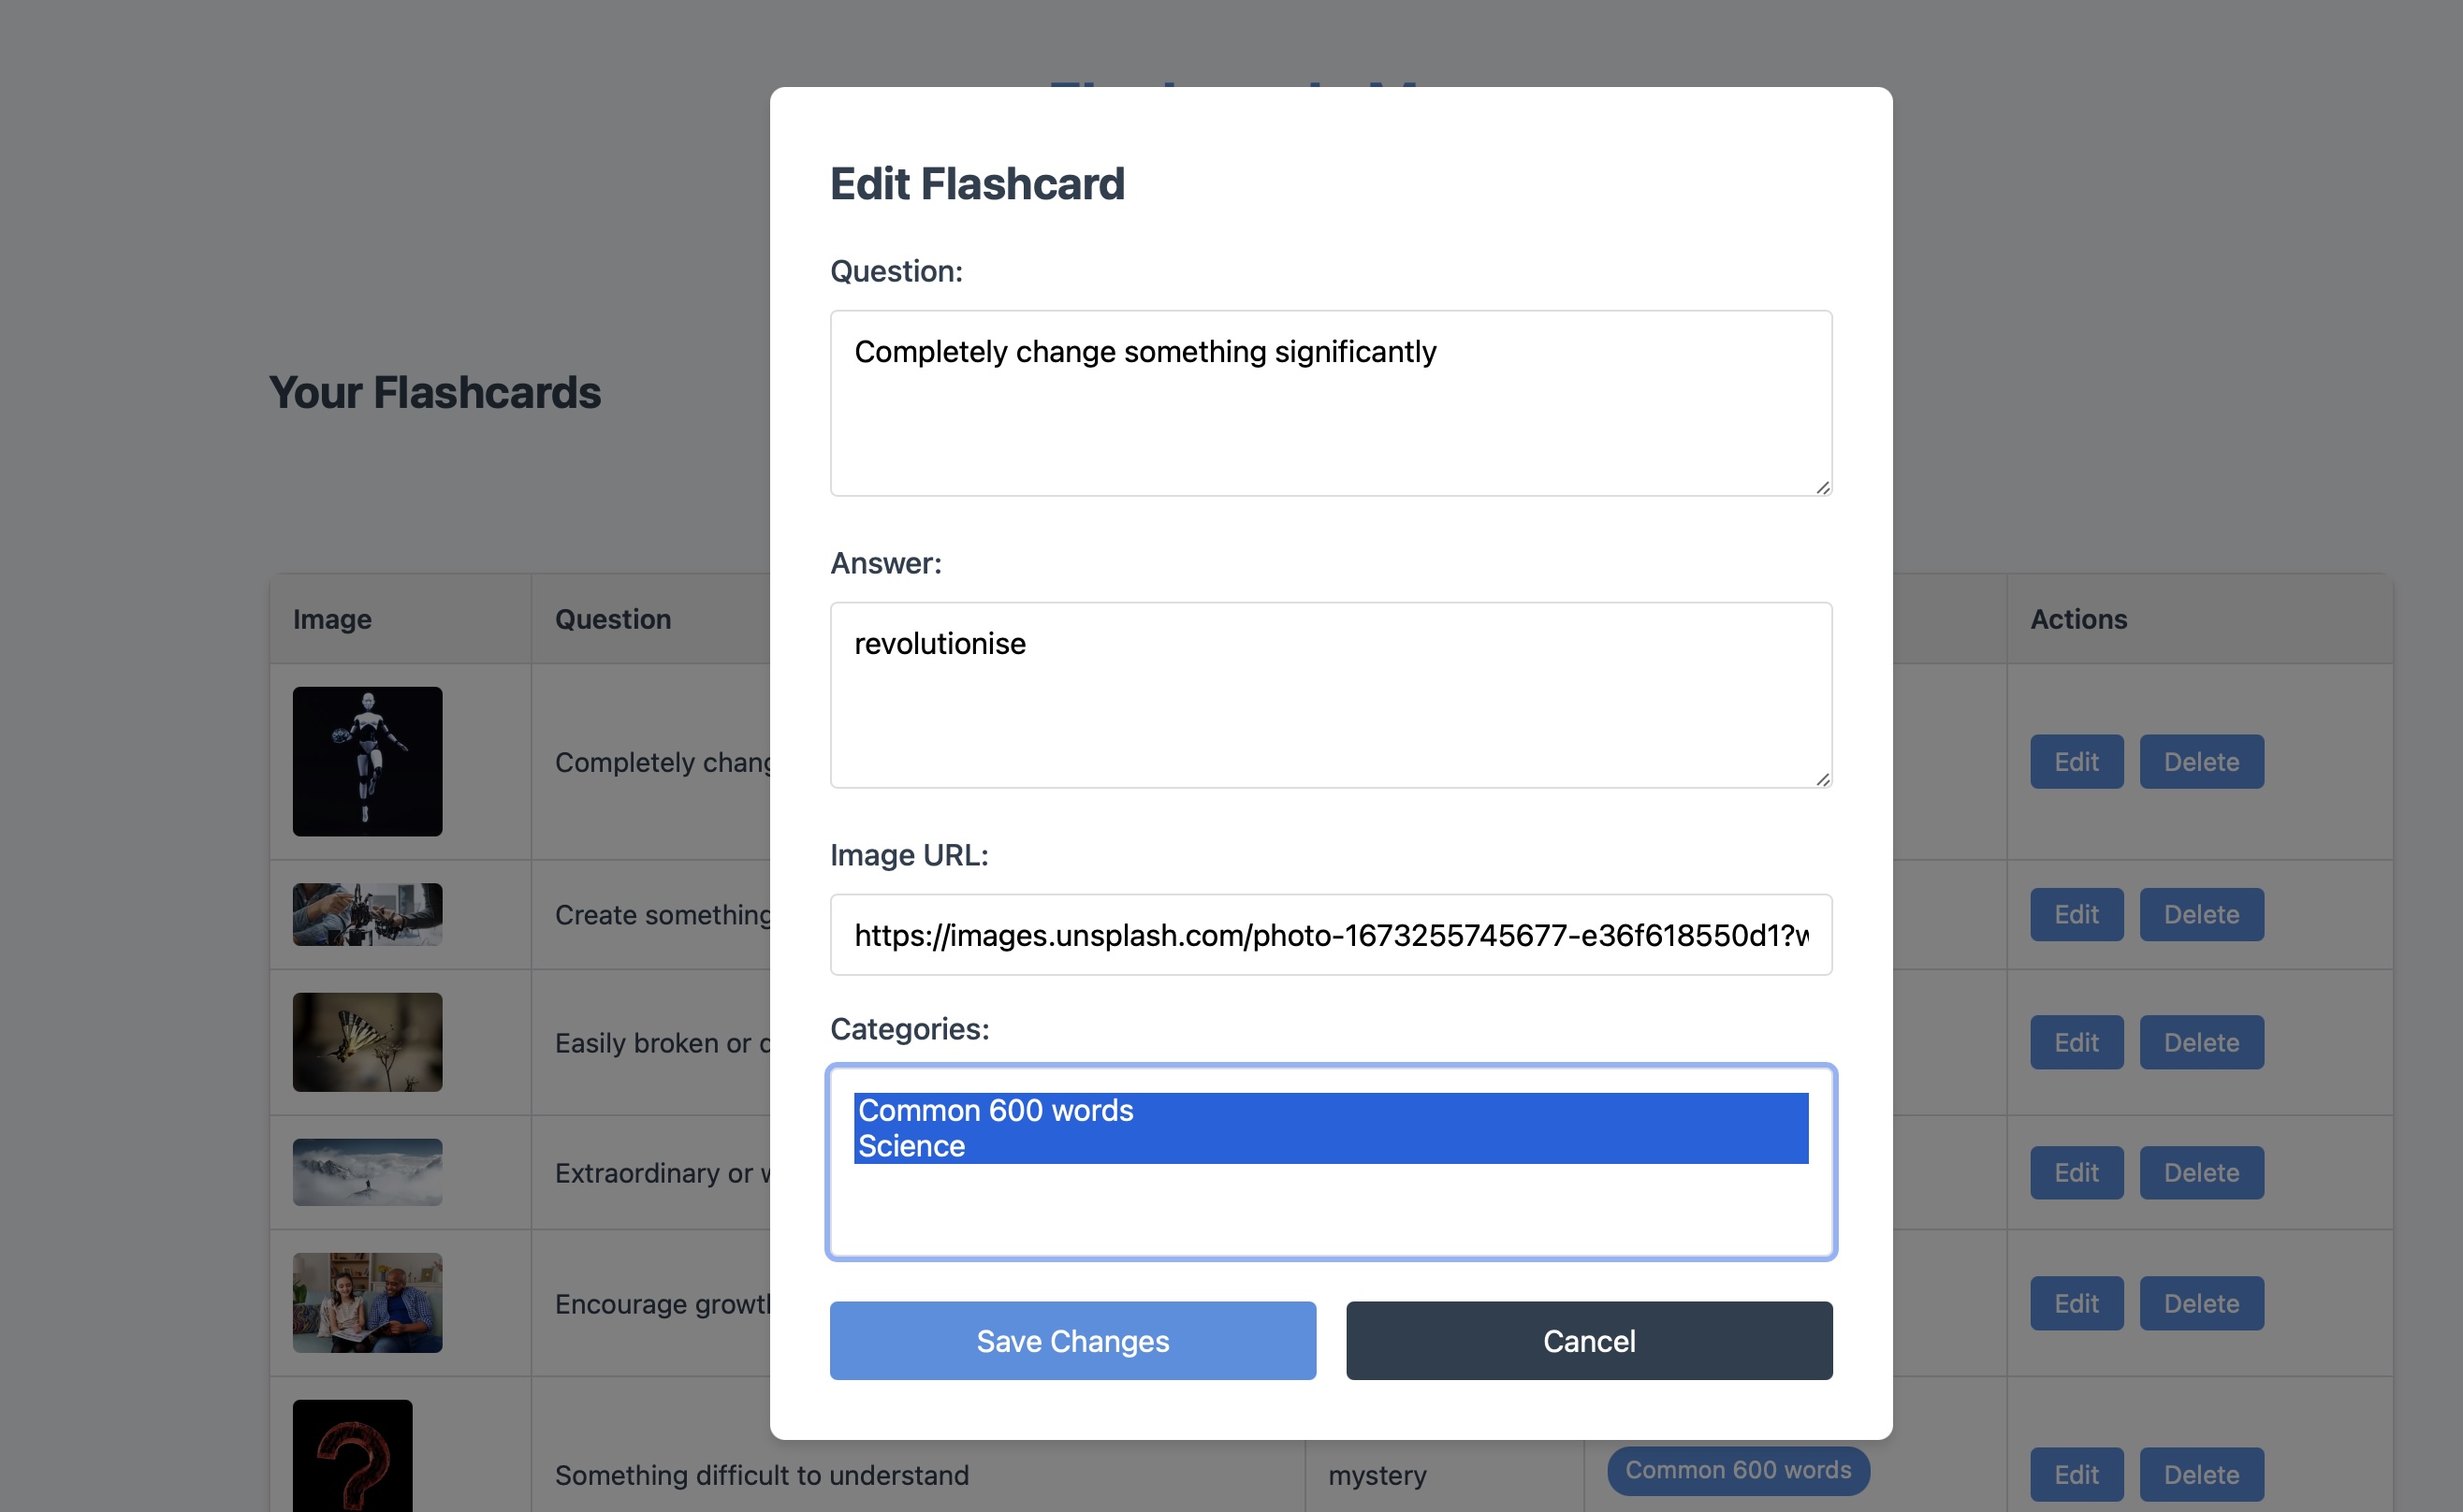 Edit Flashcard
Question:
Completely change something significantly
Answer:
revolutionise
Image URL:
https://images.unsplash.com/photo-1673255745677-e36f618550d1?
Categories:
Common 600 words
Science
Save Changes
Cancel
Your Flashcards
Image
Question
Actions
Completely
Edit
Delete
Create something
Edit
Delete
Easily broken or
Edit
Delete
Extraordinary or
Edit
Delete
Encourage
Edit
Delete
Something difficult to understand
mystery
Common 600 words
Edit
Delete